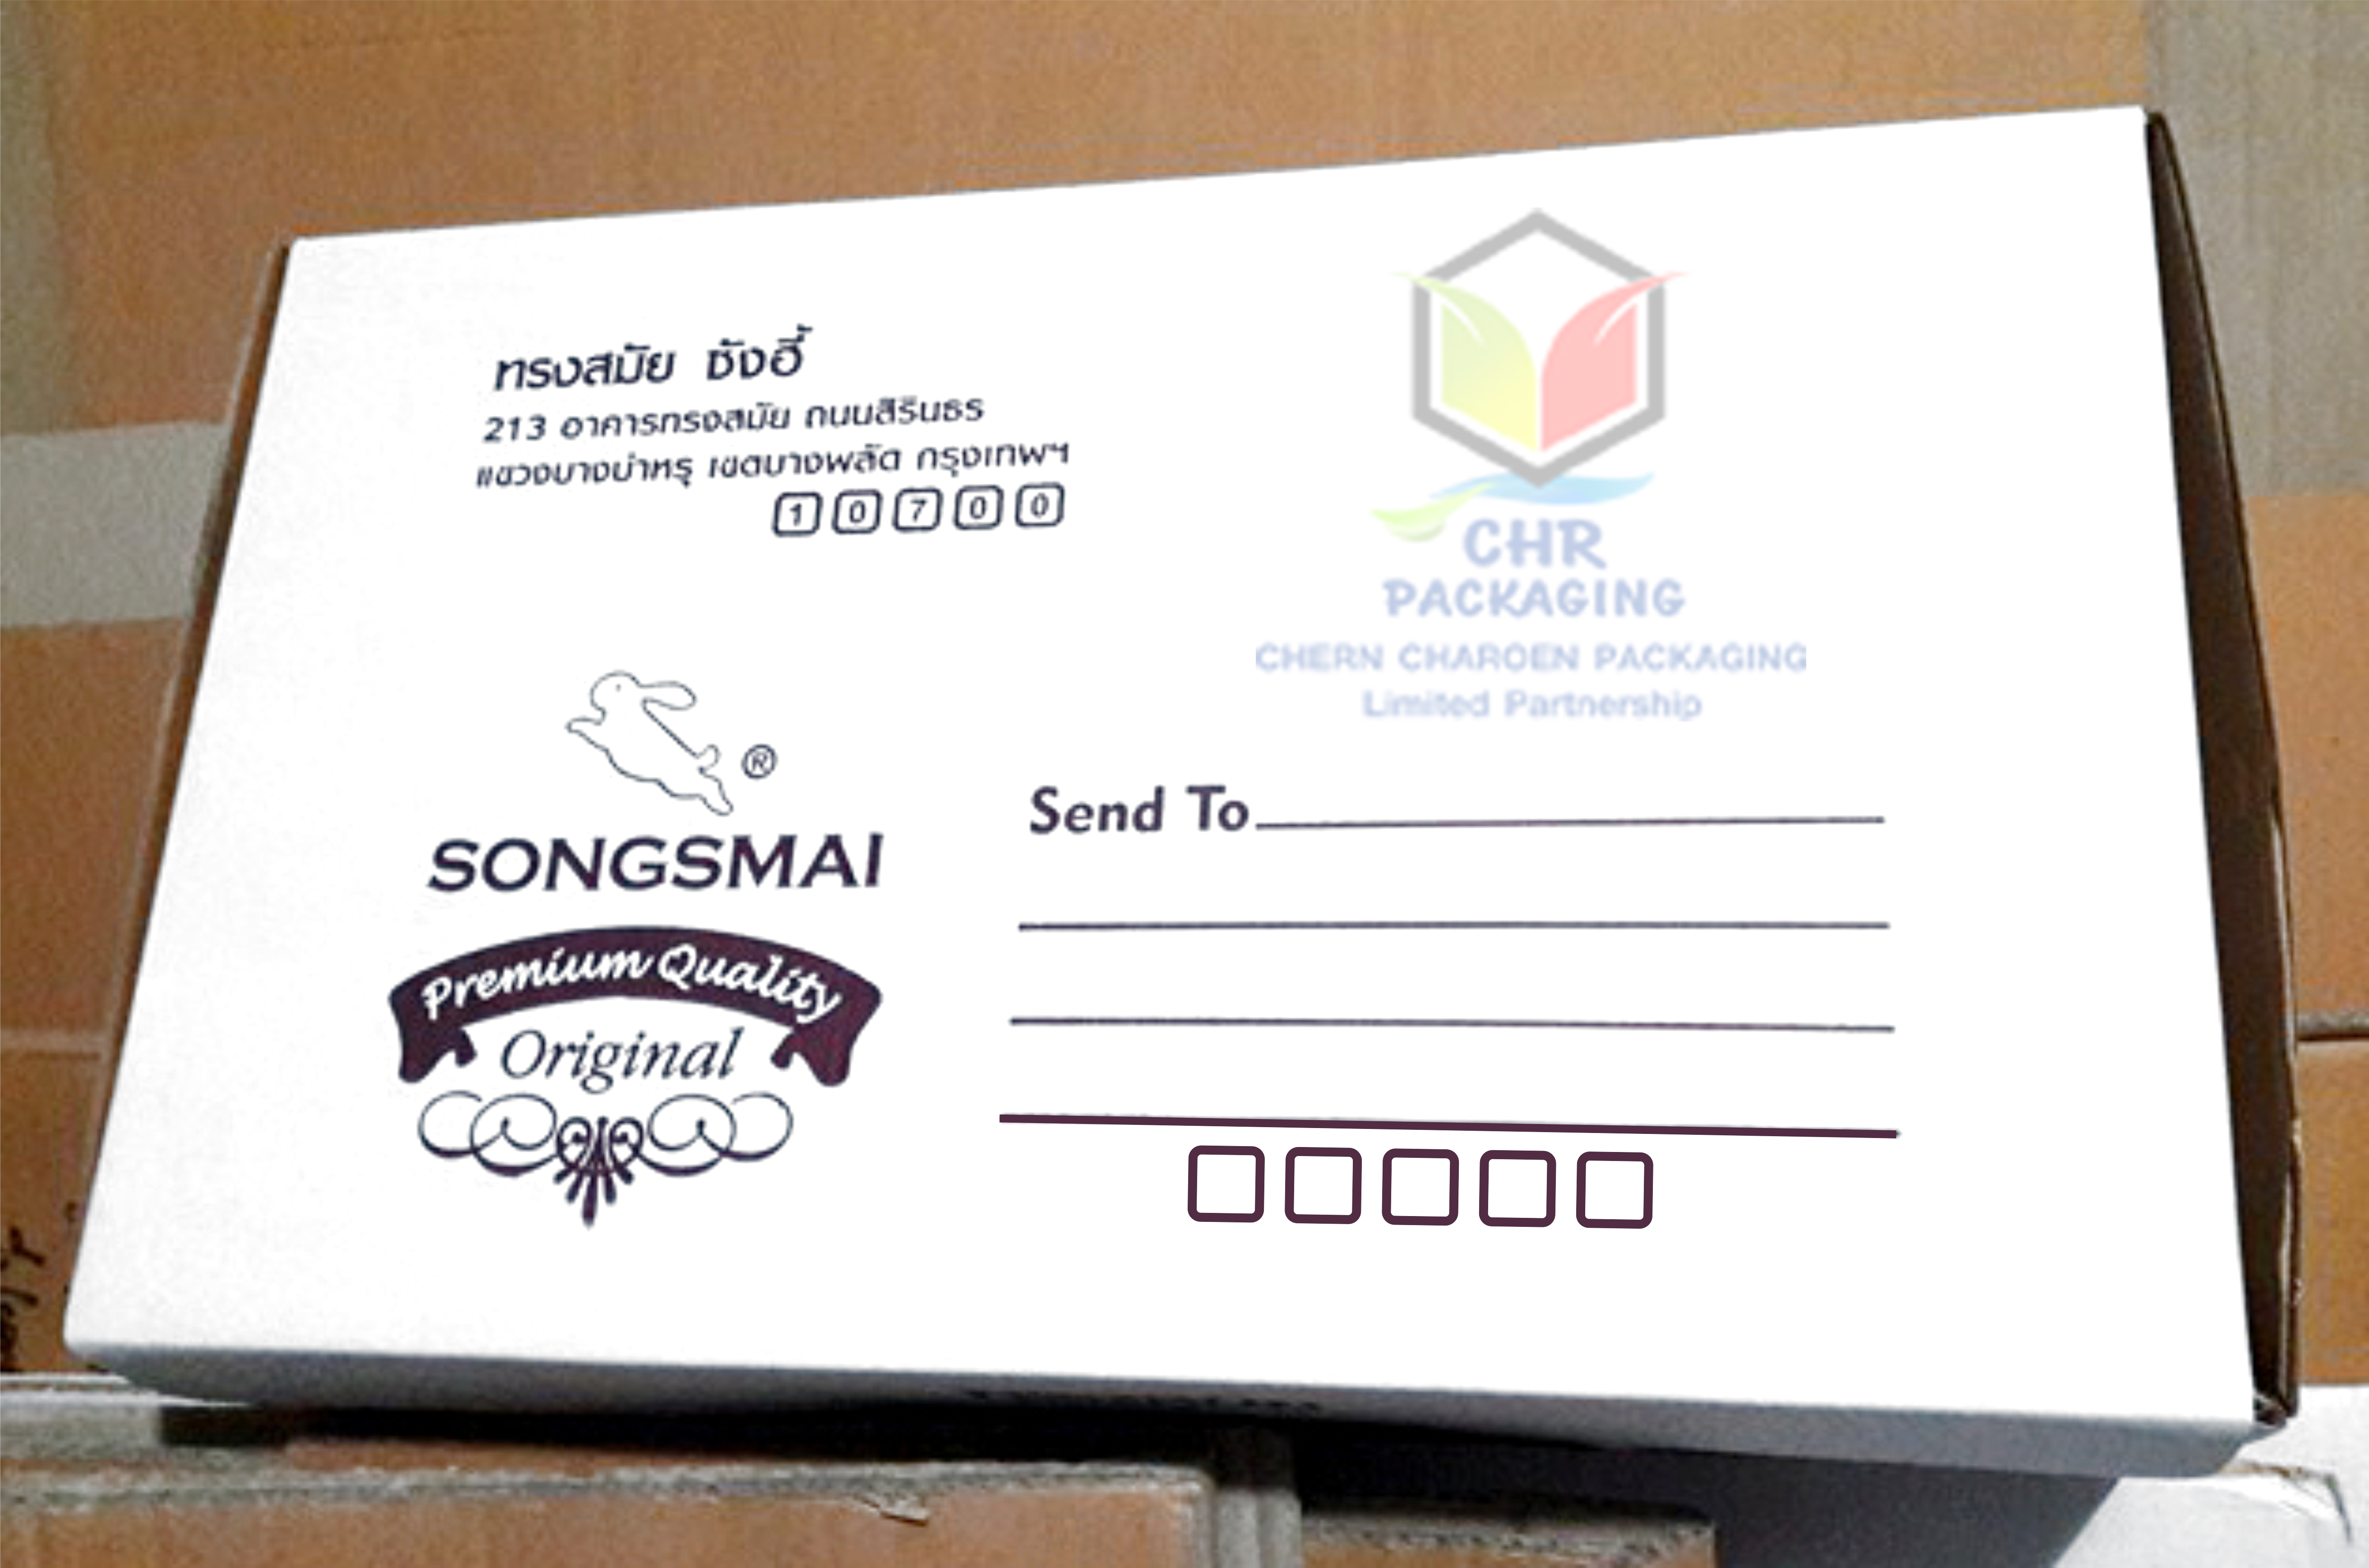 ทรงสมัย ซังฮี้
213 อาคารทรงสมัย ถนนสิรินธร
แขวงบางบำหรุ เขตบางพลัด กรุงเทพฯ
10700
CHR
PACKAGING
CHERN CHAROEN PACKAGING
Limited Partnership
®
SONGSMAI
Premium Quality
Original
Send To